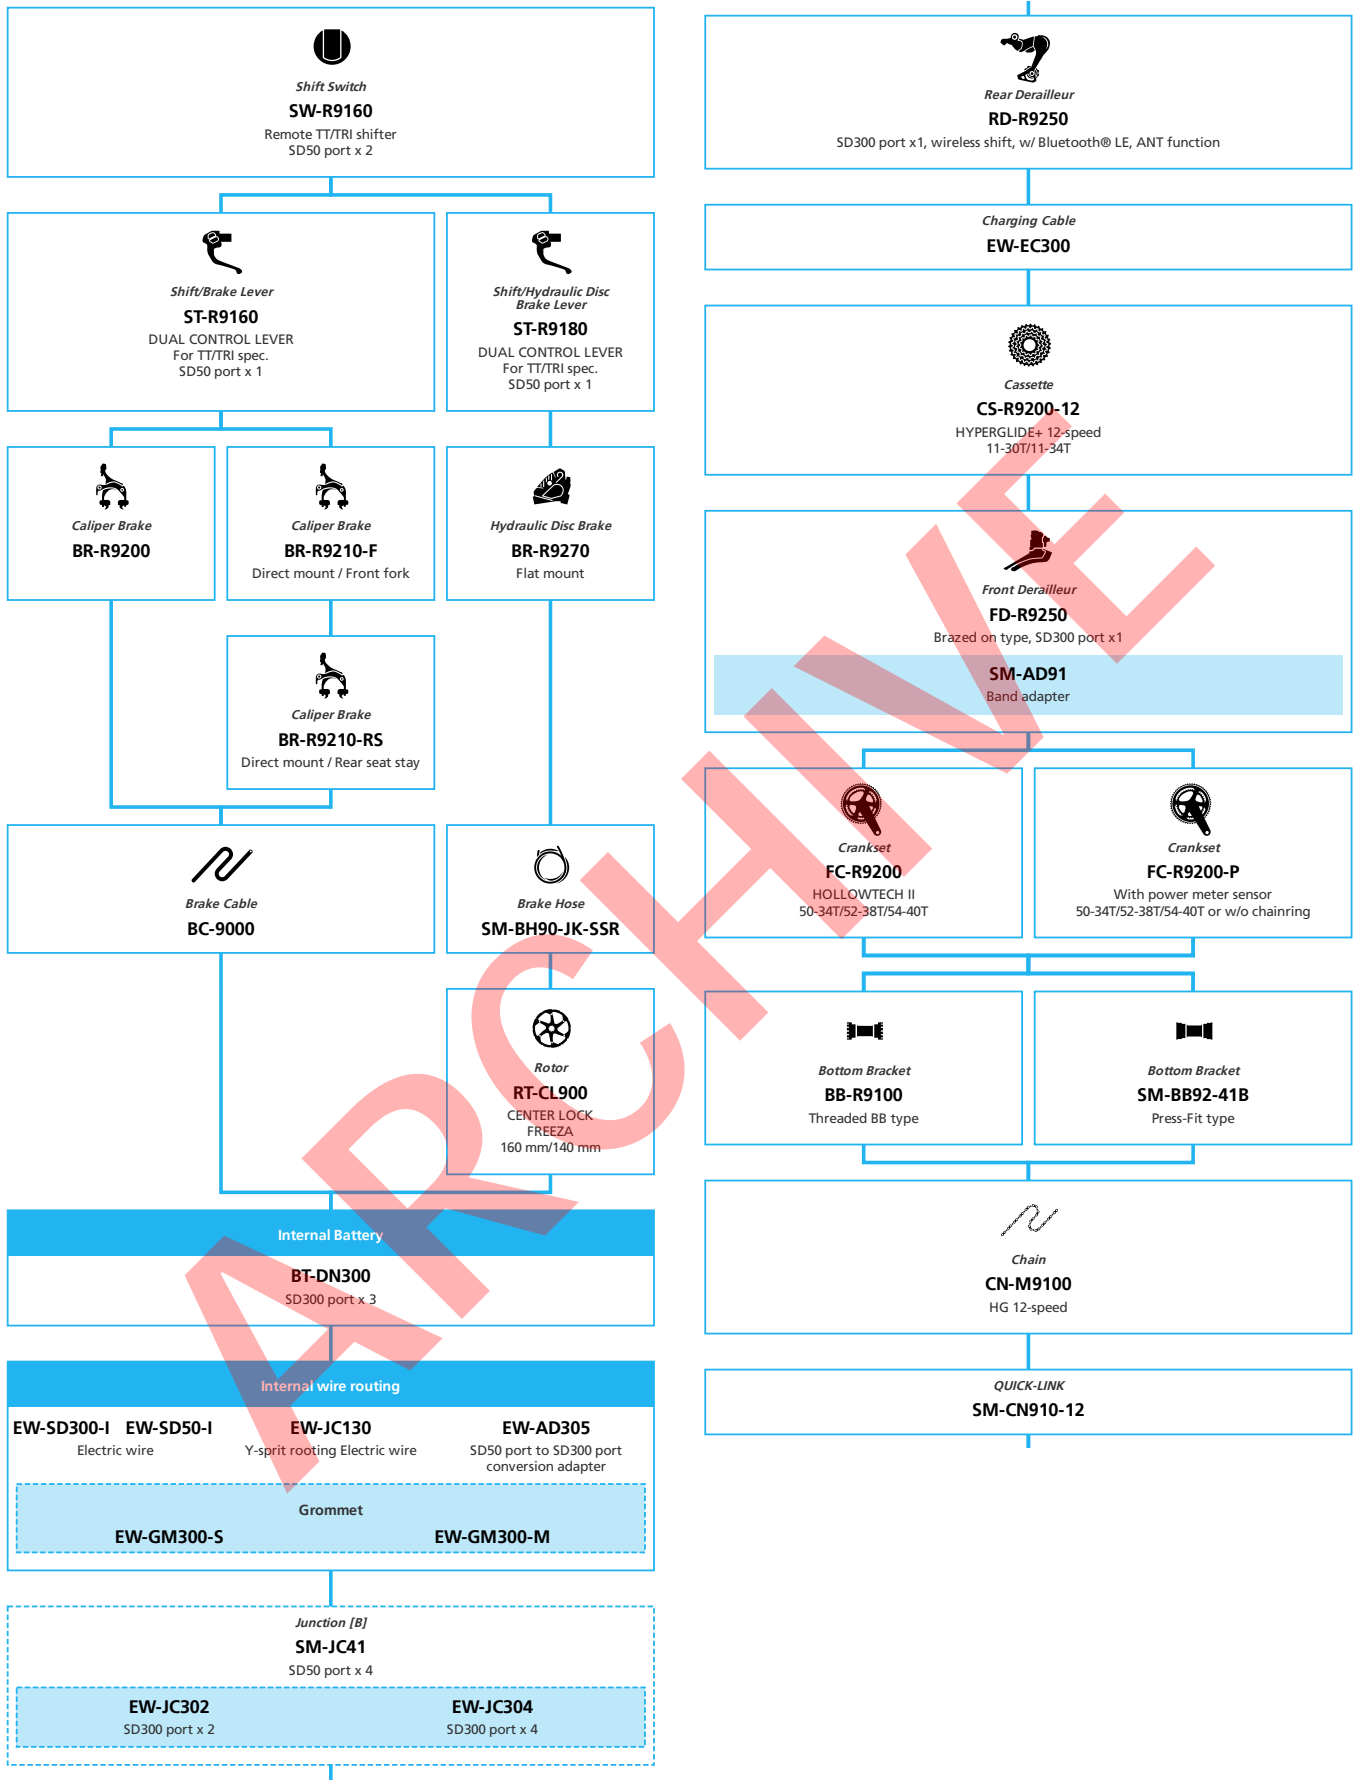 Shift Switch
SW-R9160
Remote TT/TRI shifter
SD50 port x 2
Shift/Brake Lever
ST-R9160
DUAL CONTROL LEVER
For TT/TRI spec.
SD50 port x 1
Shift/Hydraulic Disc
Brake Lever
ST-R9180
DUAL CONTROL LEVER
For TT/TRI spec.
SD50 port x 1
Caliper Brake
BR-R9200
Caliper Brake
BR-R9210-F
Direct mount / Front fork
Hydraulic Disc Brake
BR-R9270
Flat mount
Caliper Brake
BR-R9210-RS
Direct mount / Rear seat stay
Brake Cable
BC-9000
Brake Hose
SM-BH90-JK-SSR
Rotor
RT-CL900
CENTER LOCK
FREEZA
160 mm/140 mm
Internal Battery
BT-DN300
SD300 port x 3
Internal wire routing
EW-SD300-I EW-SD50-I
Electric wire
EW-JC130
Y-sprit rooting Electric wire
EW-AD305
SD50 port to SD300 port
conversion adapter
Grommet
EW-GM300-S
EW-GM300-M
Junction [B]
SM-JC41
SD50 port x 4
EW-JC302
SD300 port x 2
EW-JC304
SD300 port x 4
Rear Derailleur
RD-R9250
SD300 port x1, wireless shift, w/ Bluetooth® LE, ANT function
Charging Cable
EW-EC300
Cassette
CS-R9200-12
HYPERGLIDE+ 12-speed
11-30T/11-34T
Front Derailleur
FD-R9250
Brazed on type, SD300 port x1
SM-AD91
Band adapter
Crankset
FC-R9200
HOLLOWTECH II
50-34T/52-38T/54-40T
Crankset
FC-R9200-P
With power meter sensor
50-34T/52-38T/54-40T or w/o chainring
Bottom Bracket
BB-R9100
Threaded BB type
Bottom Bracket
SM-BB92-41B
Press-Fit type
Chain
CN-M9100
HG 12-speed
QUICK-LINK
SM-CN910-12
ARCHIVE